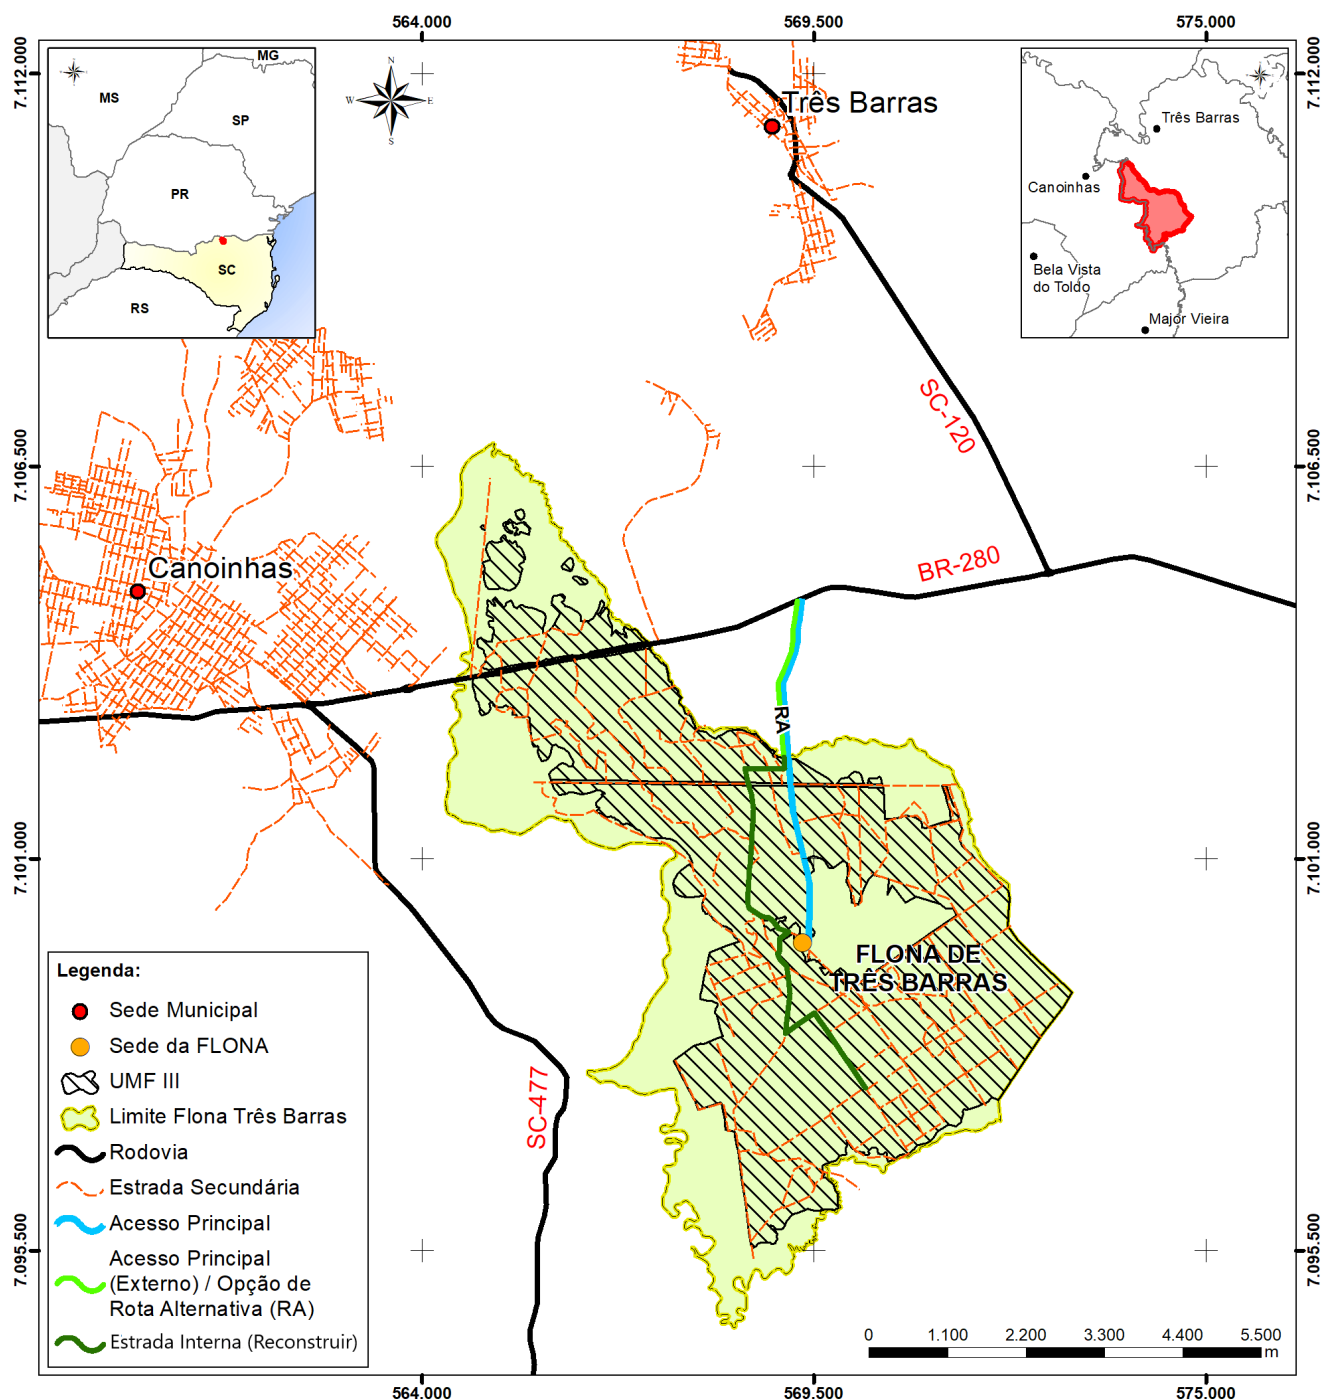 564.000
569.500
575.000
7.112.000
7.112.000
MG
MS
SP
PR
SC
RS
N
W
E
S
Três Barras
Três Barras
Canoinhas
Bela Vista
do Toldo
Major Vieira
SC-120
7.106.500
7.106.500
Canoinhas
BR-280
RA
7.101.000
7.101.000
FLONA DE
TRÊS BARRAS
SC-477
Legenda:
Sede Municipal
Sede da FLONA
UMF III
Limite Flona Três Barras
Rodovia
Estrada Secundária
Acesso Principal
Acesso Principal
(Externo) / Opção de
Rota Alternativa (RA)
Estrada Interna (Reconstruir)
7.095.500
7.095.500
0
1.100
2.200
3.300
4.400
5.500
m
564.000
569.500
575.000